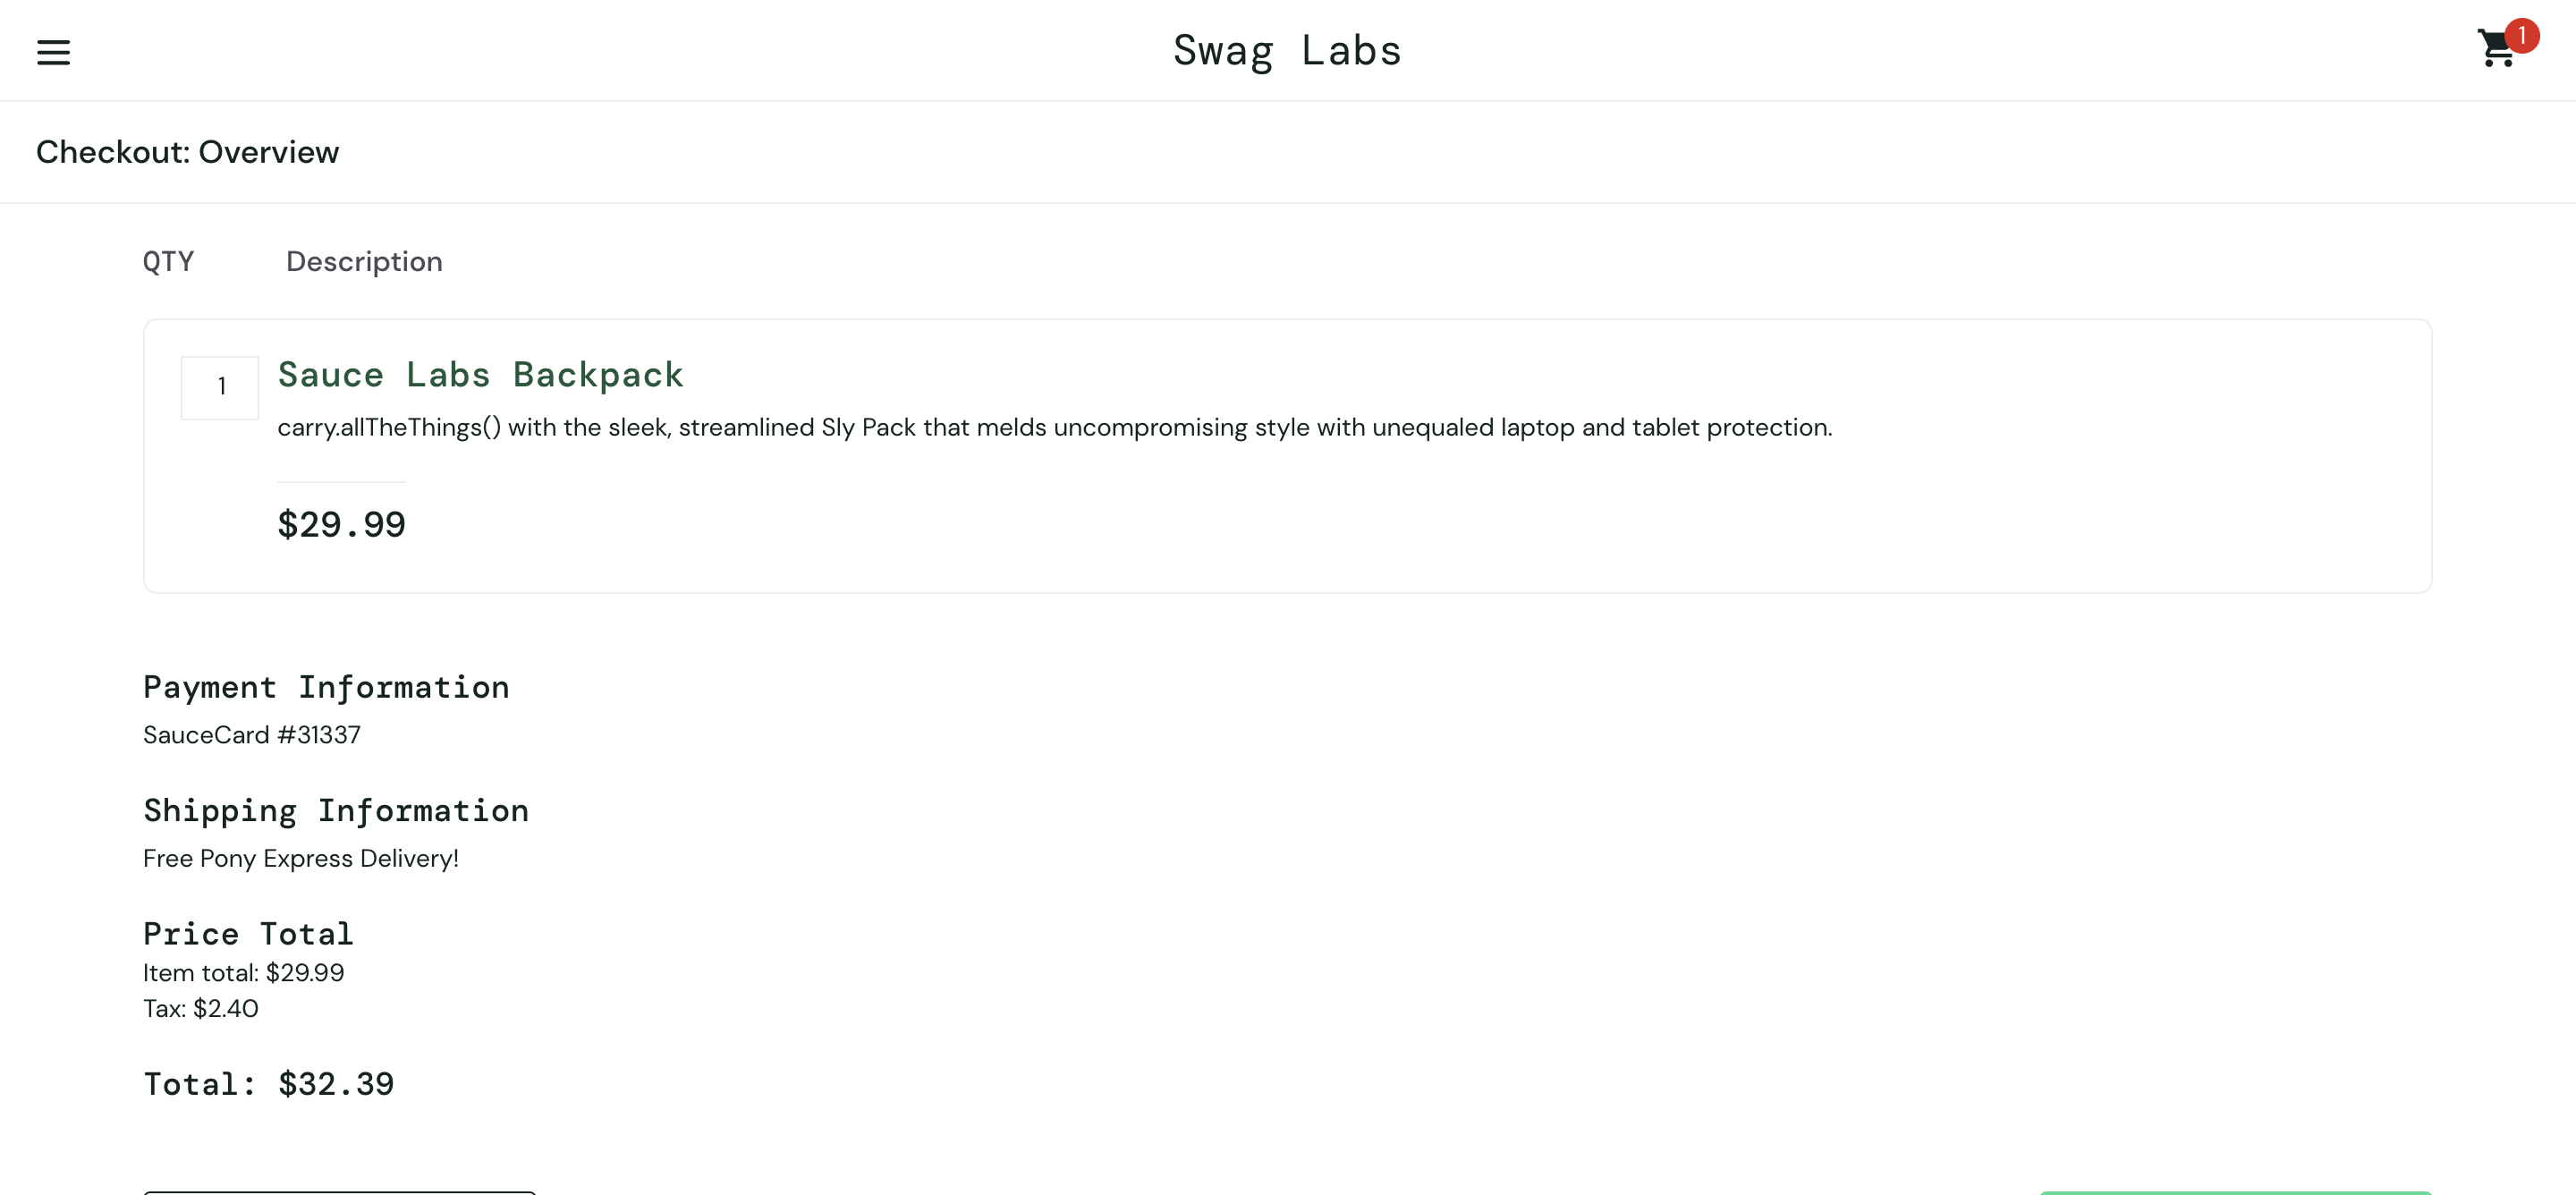 Swag Labs
1
Checkout: Overview
QTY Description
1
Sauce Labs Backpack
carry.allTheThings() with the sleek, streamlined Sly Pack that melds uncompromising style with unequaled laptop and tablet protection.
$29.99
Payment Information
SauceCard #31337
Shipping Information
Free Pony Express Delivery!
Price Total
Item total: $29.99
Tax: $2.40
Total: $32.39